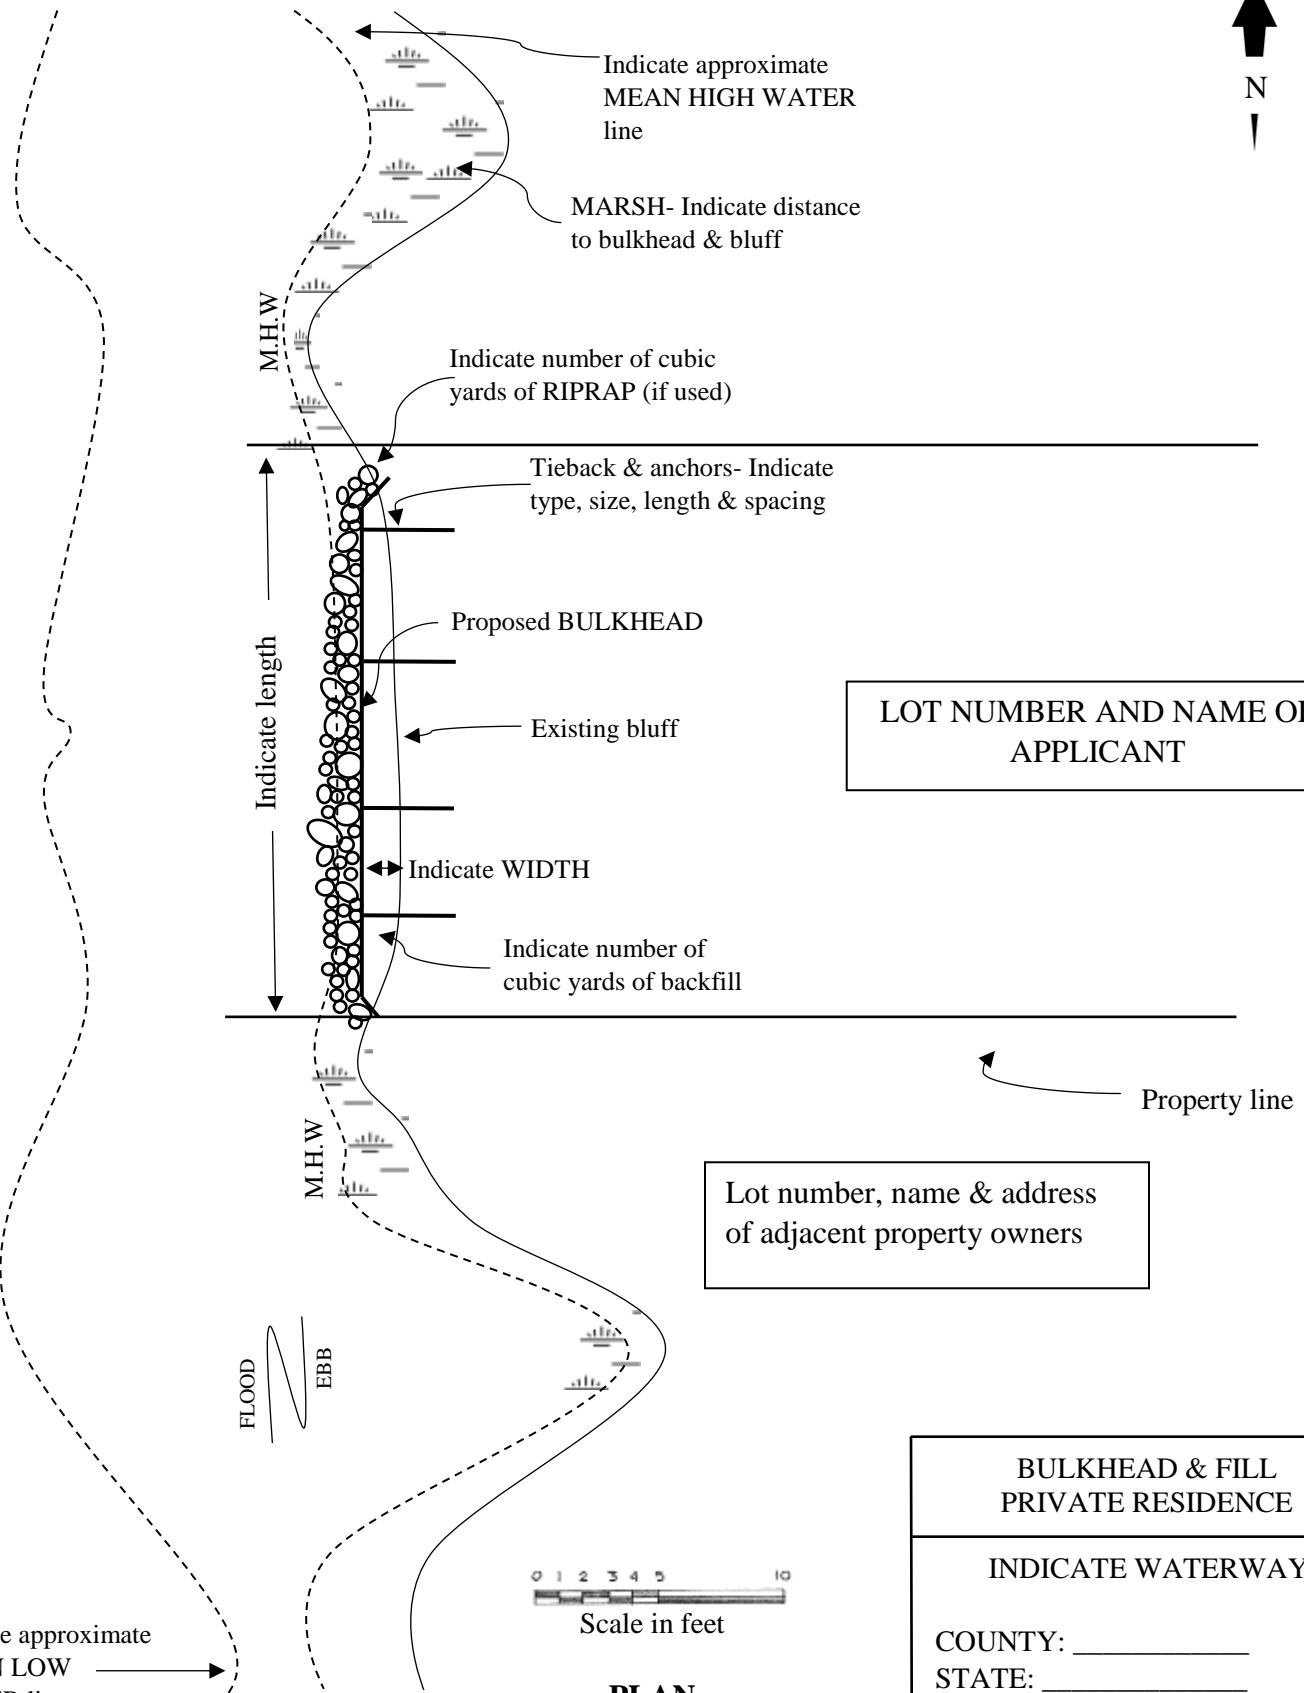 Indicate approximate
MEAN HIGH WATER
line
N
MARSH- Indicate distance
to bulkhead & bluff
M.H.W
Indicate number of cubic
yards of RIPRAP (if used)
Tieback & anchors- Indicate
type, size, length & spacing
Indicate length
Proposed BULKHEAD
LOT NUMBER AND NAME
APPLICANT
Existing bluff
Indicate WIDTH
Indicate number of
cubic yards of backfill
Property line
M.H.W
Lot number, name & address
of adjacent property owners
FLOOD
EBB
BULKHEAD & FILL
PRIVATE RESIDENCE
INDICATE WATERWAY
0 1 2 3 4 5 10
Scale in feet
COUNTY: ____________
STATE: ______________
approximate
LOW
PLAN